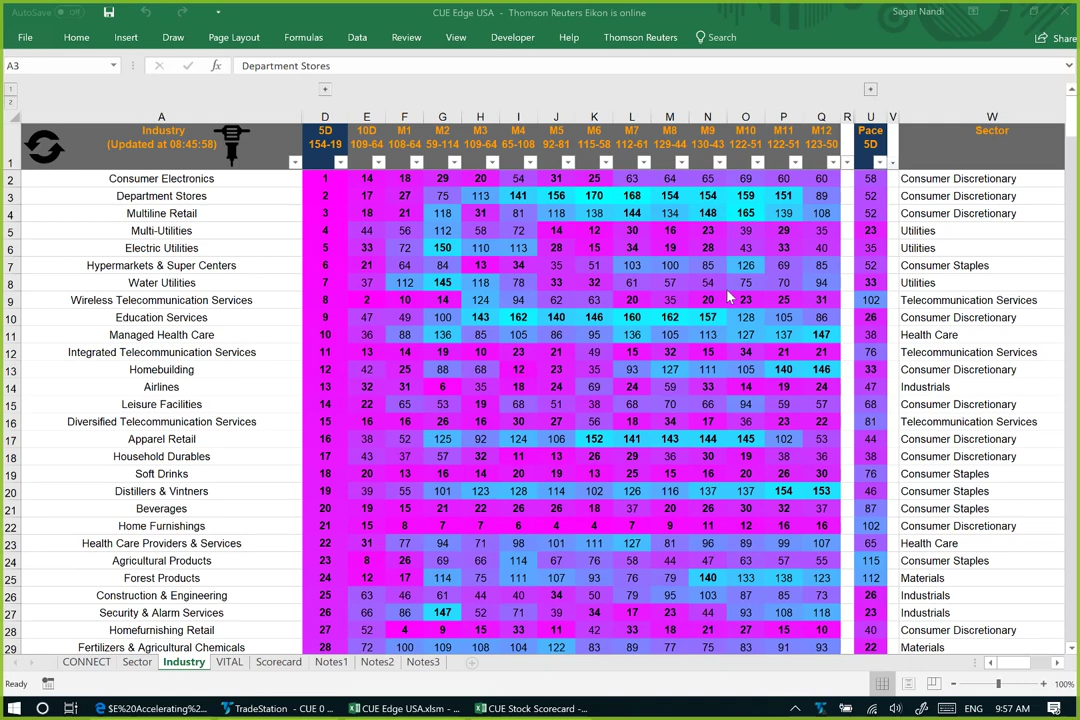 AutoSave Off CUE Edge USA - Thomson Reuters Eikon is online Sagar Nandi
File Home Insert Draw Page Layout Formulas Data Review View Developer Help Thomson Reuters Search Share
A3 fx Department Stores
1
2
A D E F G H I J K L M N O P Q R U V W
Industry 5D 10D M1 M2 M3 M4 M5 M6 M7 M8 M9 M10 M11 M12 Pace Sector
(Updated at 08:45:58) 154-19 109-64 108-64 59-114 109-64 65-108 92-81 115-58 112-61 129-44 130-43 122-51 122-51 123-50 5D
1
2 Consumer Electronics 1 14 18 29 20 54 31 25 63 64 65 69 60 60 58 Consumer Discretionary
3 Department Stores 2 17 27 75 113 141 156 170 168 154 154 159 151 89 52 Consumer Discretionary
4 Multiline Retail 3 18 21 118 31 81 118 138 144 134 148 165 139 108 52 Consumer Discretionary
5 Multi-Utilities 4 44 56 112 58 72 14 12 30 16 23 39 29 35 23 Utilities
6 Electric Utilities 5 33 72 150 110 113 28 15 34 19 28 43 33 40 35 Utilities
7 Hypermarkets & Super Centers 6 21 64 84 13 34 35 51 103 100 85 126 69 85 52 Consumer Staples
8 Water Utilities 7 37 112 145 118 128 33 32 61 57 54 75 70 94 33 Utilities
9 Wireless Telecommunication Services 8 2 10 14 124 94 62 63 20 35 20 23 25 31 102 Telecommunication Services
10 Education Services 9 47 49 100 143 162 140 146 160 162 157 128 105 86 26 Consumer Discretionary
11 Managed Health Care 10 36 88 136 85 105 86 95 136 105 113 127 137 147 38 Health Care
12 Integrated Telecommunication Services 11 13 14 19 10 23 21 49 15 32 15 34 21 21 76 Telecommunication Services
13 Homebuilding 12 42 25 88 68 12 23 35 93 127 111 105 140 146 33 Consumer Discretionary
14 Airlines 13 32 31 6 35 18 24 69 24 59 33 14 19 24 47 Industrials
15 Leisure Facilities 14 22 65 53 19 68 51 38 68 70 66 94 59 57 68 Consumer Discretionary
16 Diversified Telecommunication Services 15 16 16 26 16 30 27 56 18 34 17 36 23 22 81 Telecommunication Services
17 Apparel Retail 16 38 52 125 92 124 106 152 141 143 144 145 102 53 44 Consumer Discretionary
18 Household Durables 17 43 37 57 32 11 13 26 29 36 30 19 38 36 38 Consumer Discretionary
19 Soft Drinks 18 20 13 16 14 20 19 13 25 15 16 20 26 30 76 Consumer Staples
20 Distillers & Vintners 19 39 55 101 123 128 114 102 126 116 137 137 154 153 46 Consumer Staples
21 Beverages 20 19 15 21 22 26 26 18 37 20 26 30 32 37 87 Consumer Staples
22 Home Furnishings 21 15 8 7 7 6 4 4 7 9 11 12 16 16 102 Consumer Discretionary
23 Health Care Providers & Services 22 31 77 94 71 98 101 111 127 81 96 89 99 107 65 Health Care
24 Agricultural Products 23 8 26 69 66 114 67 76 58 44 47 63 57 55 115 Consumer Staples
25 Forest Products 24 12 17 114 75 111 107 93 76 79 140 133 138 123 112 Materials
26 Construction & Engineering 25 63 46 61 44 40 34 50 79 95 103 87 85 73 26 Industrials
27 Security & Alarm Services 26 66 86 147 52 71 39 34 17 23 44 93 108 118 23 Industrials
28 Homefurnishing Retail 27 52 4 9 15 33 11 42 33 18 21 27 15 10 40 Consumer Discretionary
29 Fertilizers & Agricultural Chemicals 28 72 100 109 108 104 122 83 89 77 75 83 91 93 22 Materials
CONNECT Sector Industry VITAL Scorecard Notes1 Notes2 Notes3
Ready 100%
$E%20Accelerating%2... TradeStation - CUE 0 ... CUE Edge USA.xlsm - ... CUE Stock Scorecard -... ENG 9:57 AM